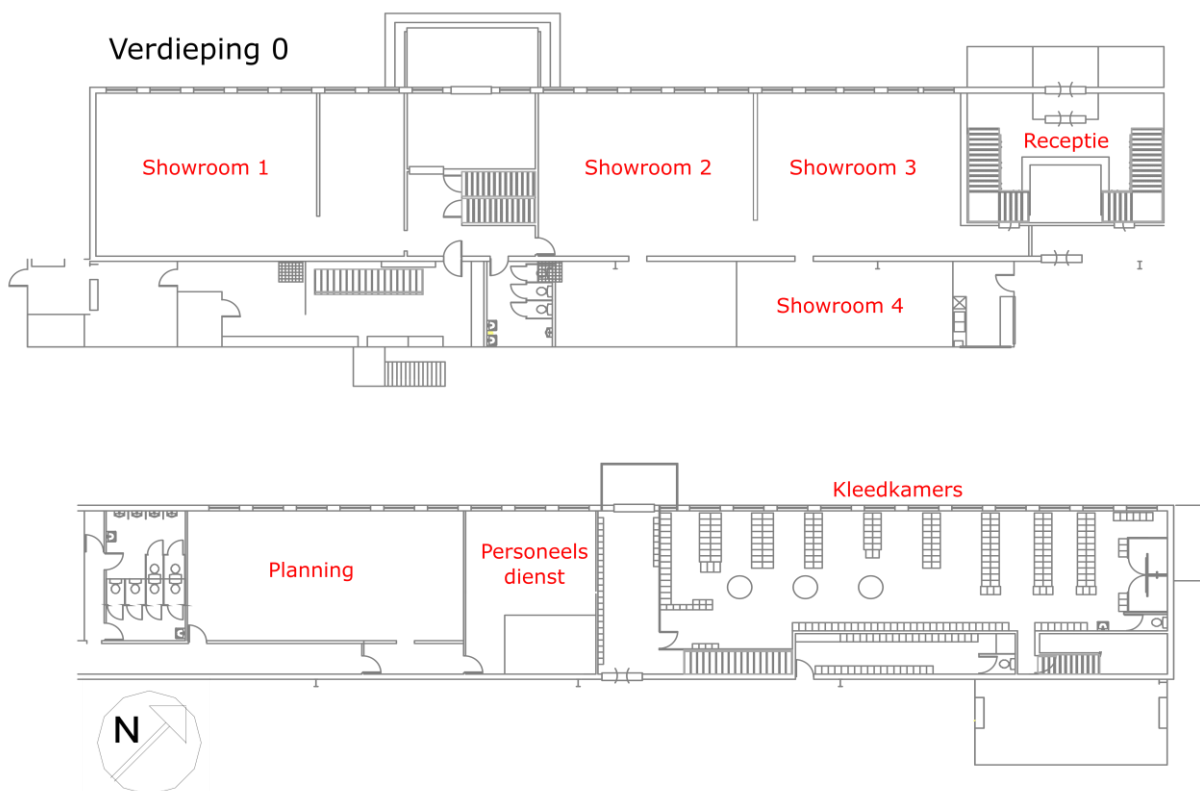 Verdieping 0
Receptie
Showroom 1
Showroom 2
Showroom 3
Showroom 4
Kleedkamers
Personeels
dienst
Planning
N